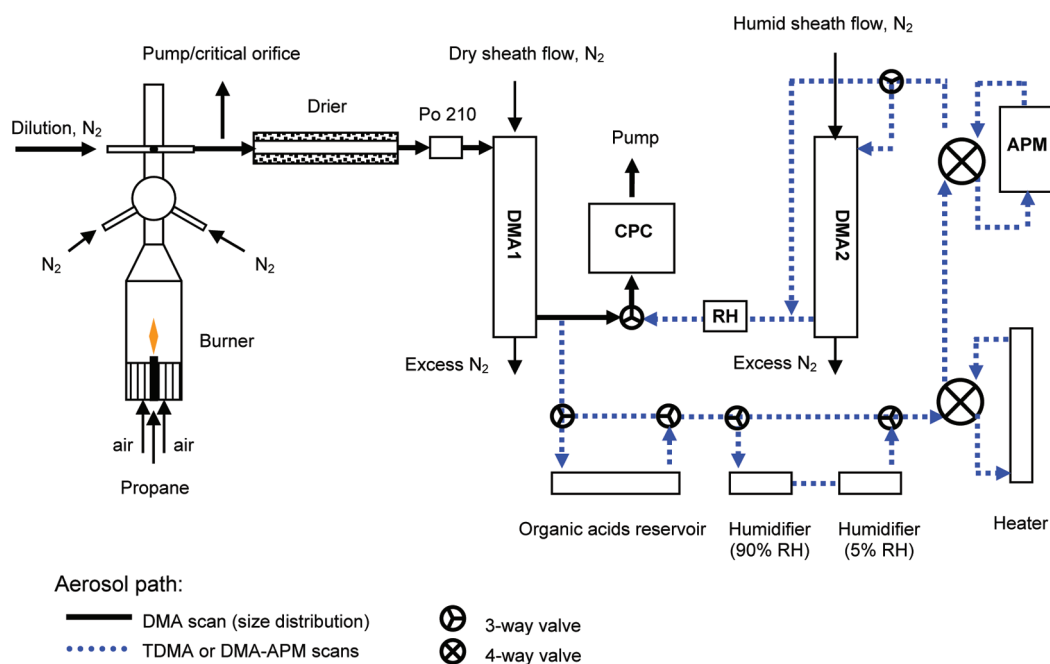 Pump/critical orifice
Dry sheath flow, N₂
Humid sheath flow, N₂
Dilution, N₂
Drier
Po 210
Pump
APM
DMA1
CPC
DMA2
N₂
N₂
RH
Burner
Excess N₂
Excess N₂
air
air
Propane
Organic acids reservoir
Humidifier
(90% RH)
Humidifier
(5% RH)
Heater
Aerosol path:
DMA scan (size distribution)
TDMA or DMA-APM scans
3-way valve
4-way valve